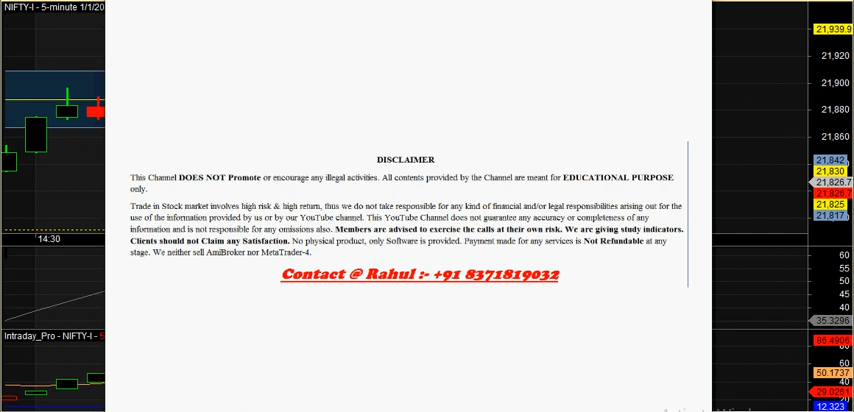 NIFTY-I - 5-minute 1/1/20
21,939.9
21,920
21,900
21,880
21,860
21,842
21,830
21,826.7
21,826.7
21,825
21,817
14:30
DISCLAIMER
This Channel DOES NOT Promote or encourage any illegal activities. All contents provided by the Channel are meant for EDUCATIONAL PURPOSE
only.
Trade in Stock market involves high risk & high return, thus we do not take responsible for any kind of financial and/or legal responsibilities arising out for the
use of the information provided by us or by our YouTube channel. This YouTube Channel does not guarantee any accuracy or completeness of any
information and is not responsible for any omissions also. Members are advised to exercise the calls at their own risk. We are giving study indicators.
Clients should not Claim any Satisfaction. No physical product, only Software is provided. Payment made for any services is Not Refundable at any
stage. We neither sell AmiBroker nor MetaTrader-4.
Contact @ Rahul :- +91 8371819032
60
55
50
45
40
35.3296
Intraday_Pro - NIFTY-I - 5
86.4906
60
50.1737
29.0281
12.323